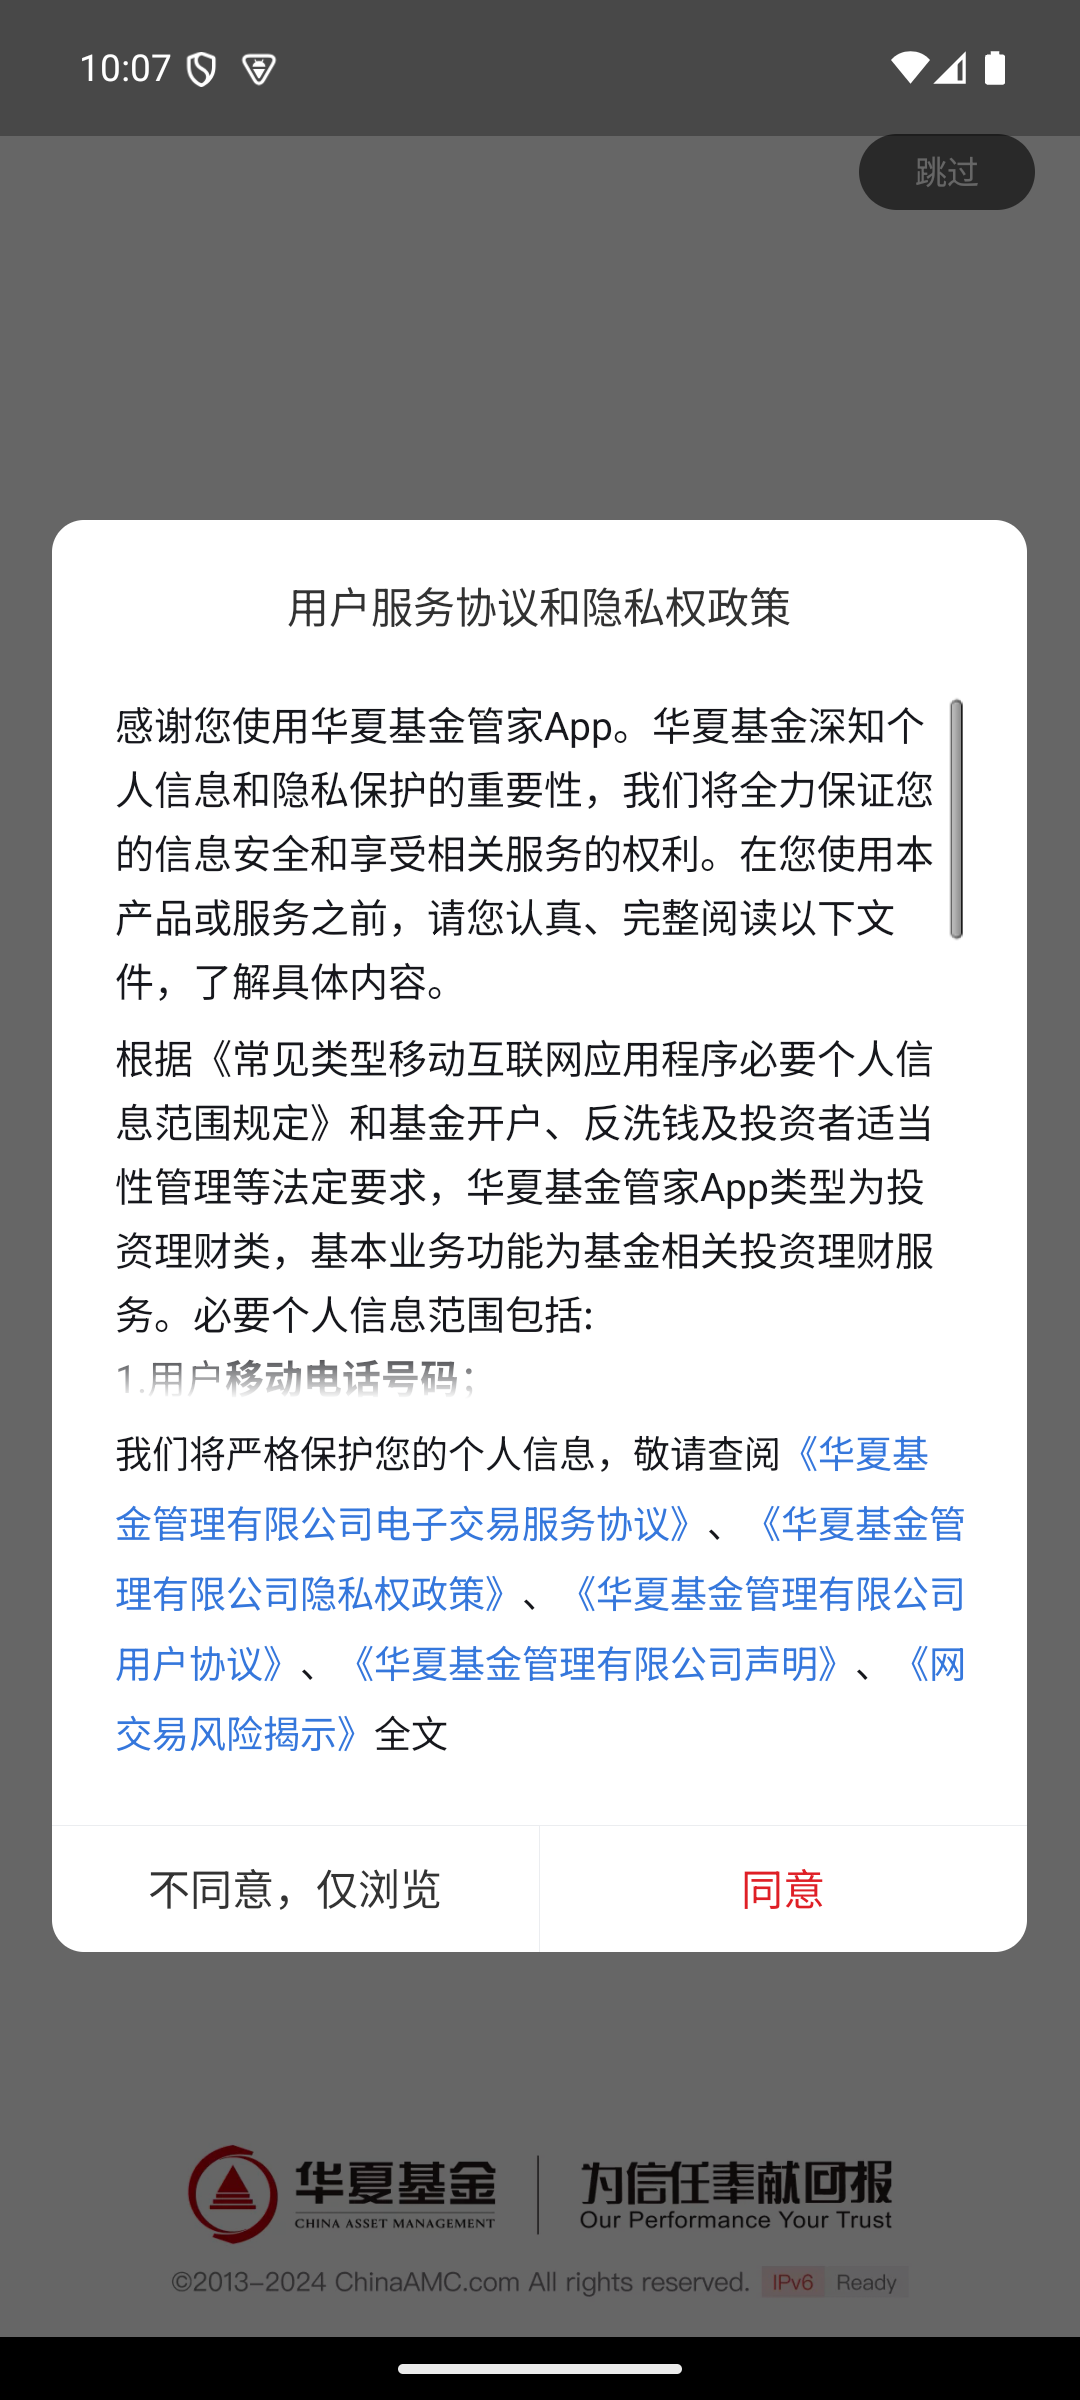 10:07
跳过
用户服务协议和隐私权政策
感谢您使用华夏基金管家App。华夏基金深知个
人信息和隐私保护的重要性，我们将全力保证您
的信息安全和享受相关服务的权利。在您使用本
产品或服务之前，请您认真、完整阅读以下文
件，了解具体内容。
根据《常见类型移动互联网应用程序必要个人信
息范围规定》和基金开户、反洗钱及投资者适当
性管理等法定要求，华夏基金管家App类型为投
资理财类，基本业务功能为基金相关投资理财服
务。必要个人信息范围包括:
1.用户移动电话号码；
我们将严格保护您的个人信息，敬请查阅《华夏基
金管理有限公司电子交易服务协议》、《华夏基金管
理有限公司隐私权政策》、《华夏基金管理有限公司
用户协议》、《华夏基金管理有限公司声明》、《网
交易风险揭示》全文
不同意，仅浏览
同意
华夏基金
CHINA ASSET MANAGEMENT
为信任奉献回报
Our Performance Your Trust
©2013-2024 ChinaAMC.com All rights reserved. IPv6 Ready